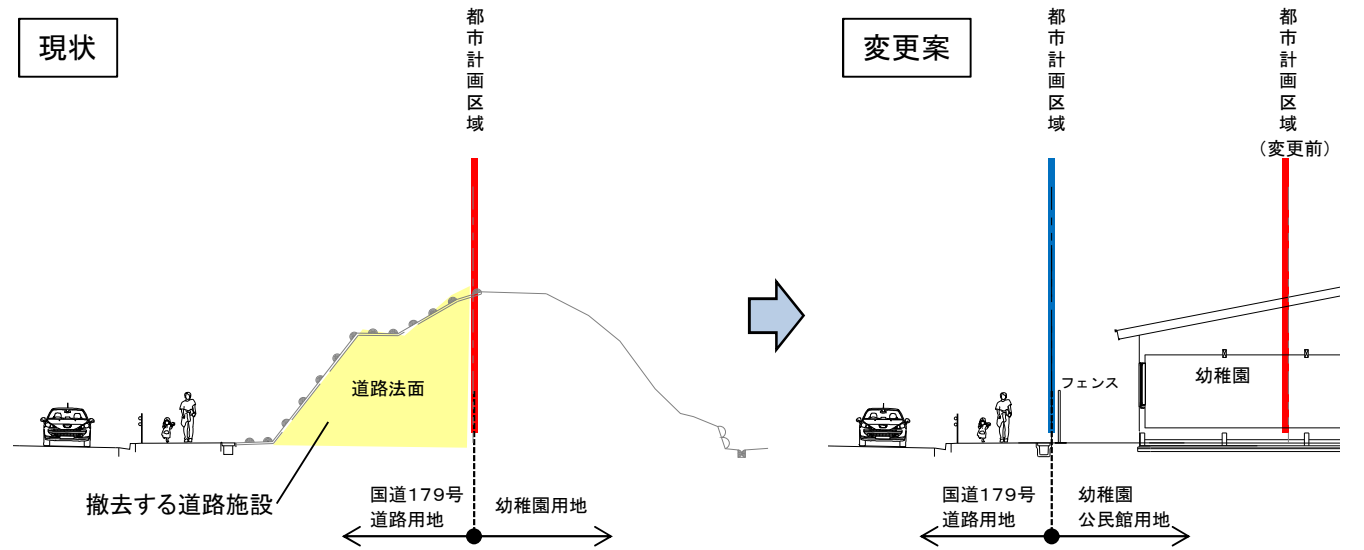 現状
都市計画区域
道路法面
撤去する道路施設
国道179号
道路用地
幼稚園用地
変更案
都市計画区域
都市計画区域
(変更前)
フェンス
幼稚園
国道179号
道路用地
幼稚園
公民館用地